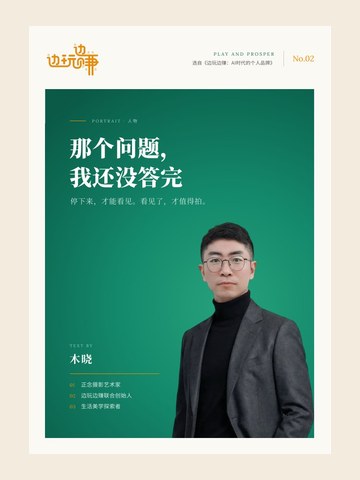 边玩边赚
PLAY AND PROSPER
选自《边玩边赚：AI时代的个人品牌》
No.02
PORTRAIT · 人物
那个问题，
我还没答完
停下来，才能看见。看见了，才值得拍。
TEXT BY
木晓
01 正念摄影艺术家
02 边玩边赚联合创始人
03 生活美学探索者